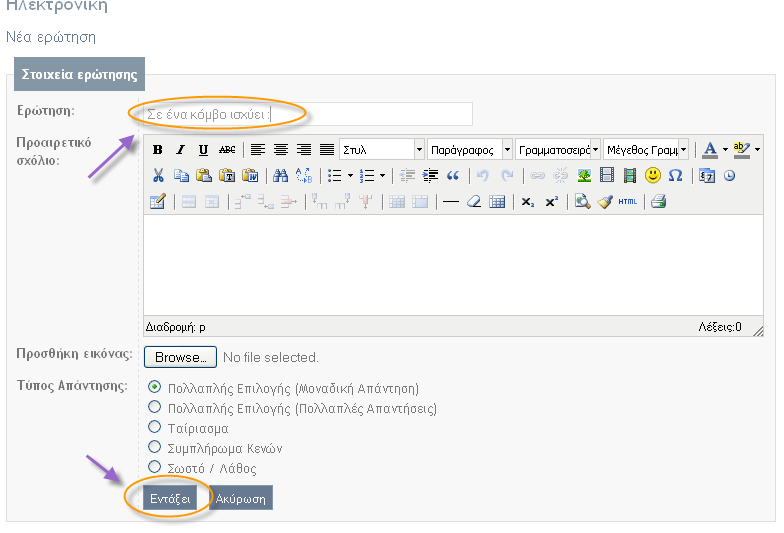 Ηλεκτρονική
Νέα ερώτηση
Στοιχεία ερώτησης
Ερώτηση: Σε ένα κόμβο ισχύει :
Προαιρετικό σχόλιο:
B I U ABC Στυλ Παράγραφος Γραμματοσειρά Μέγεθος Γραμμ A ab
HTML
Διαδρομή: p Λέξεις:0
Προσθήκη εικόνας: Browse... No file selected.
Τύπος Απάντησης: Πολλαπλής Επιλογής (Μοναδική Απάντηση)
Πολλαπλής Επιλογής (Πολλαπλές Απαντήσεις)
Ταίριασμα
Συμπλήρωμα Κενών
Σωστό / Λάθος
Εντάξει Ακύρωση